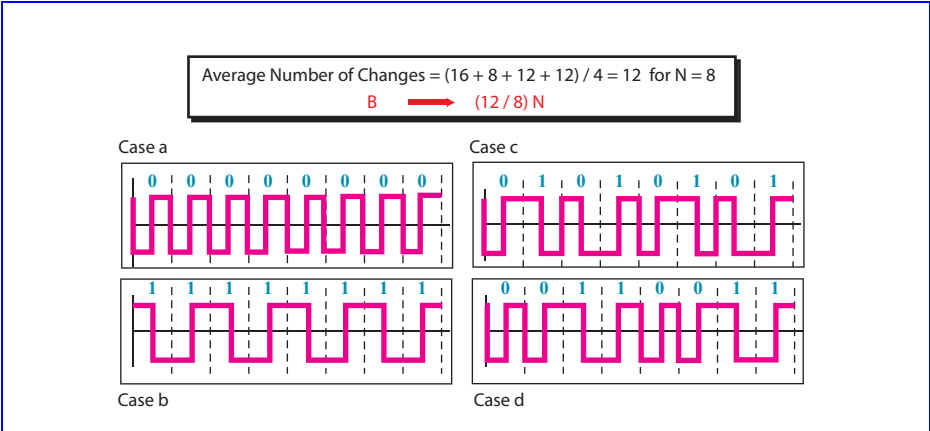 Average Number of Changes = (16 + 8 + 12 + 12) / 4 = 12 for N = 8
B (12 / 8) N
Case a
Case c
0 0 0 0 0 0 0 0
0 1 0 1 0 1 0 1
1 1 1 1 1 1 1 1
0 0 1 1 0 0 1 1
Case b
Case d